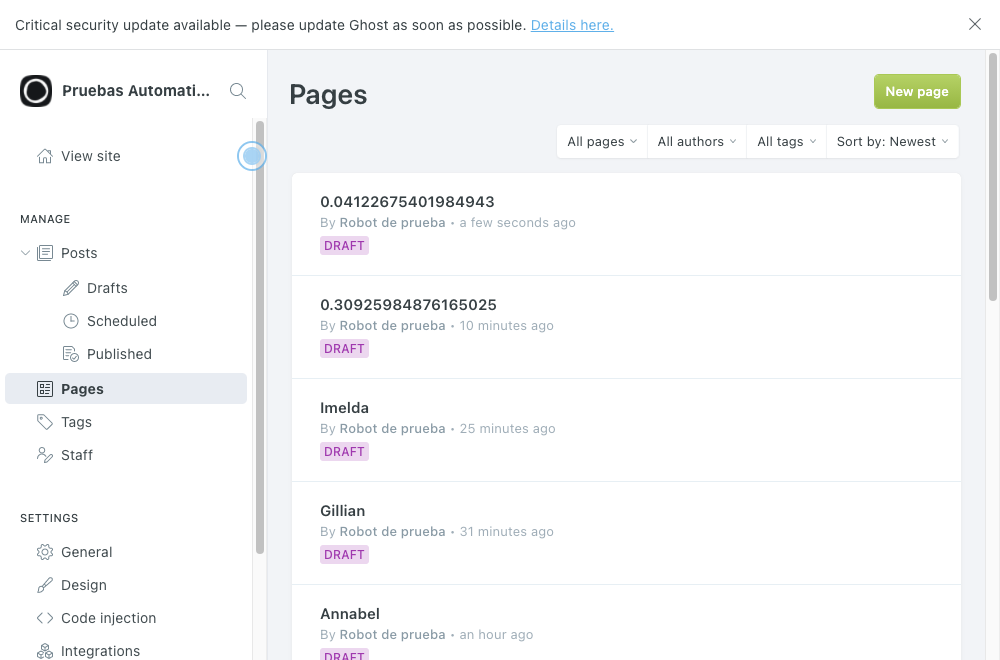 Critical security update available — please update Ghost as soon as possible. Details here.
Pruebas Automati...
View site
MANAGE
Posts
Drafts
Scheduled
Published
Pages
Tags
Staff
SETTINGS
General
Design
Code injection
Integrations
Pages
New page
All pages
All authors
All tags
Sort by: Newest
0.04122675401984943
By Robot de prueba • a few seconds ago
DRAFT
0.30925984876165025
By Robot de prueba • 10 minutes ago
DRAFT
Imelda
By Robot de prueba • 25 minutes ago
DRAFT
Gillian
By Robot de prueba • 31 minutes ago
DRAFT
Annabel
By Robot de prueba • an hour ago
DRAFT